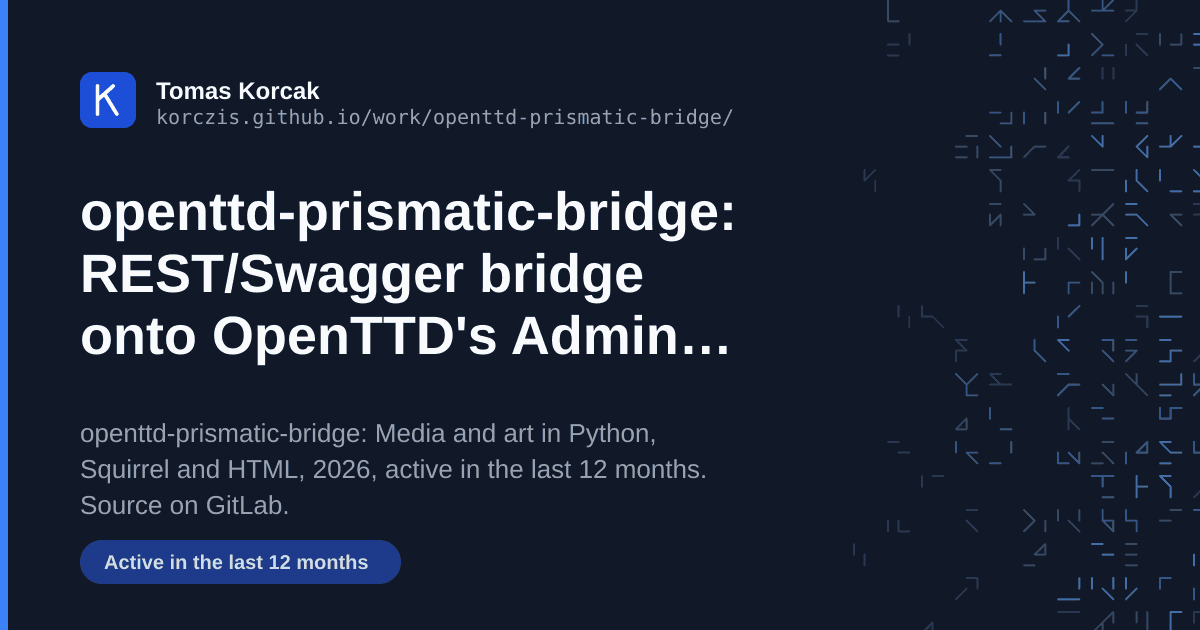 K
Tomas Korcak
korczis.github.io/work/openttd-prismatic-bridge/
openttd-prismatic-bridge:
REST/Swagger bridge
onto OpenTTD's Admin…
openttd-prismatic-bridge: Media and art in Python,
Squirrel and HTML, 2026, active in the last 12 months.
Source on GitLab.
Active in the last 12 months